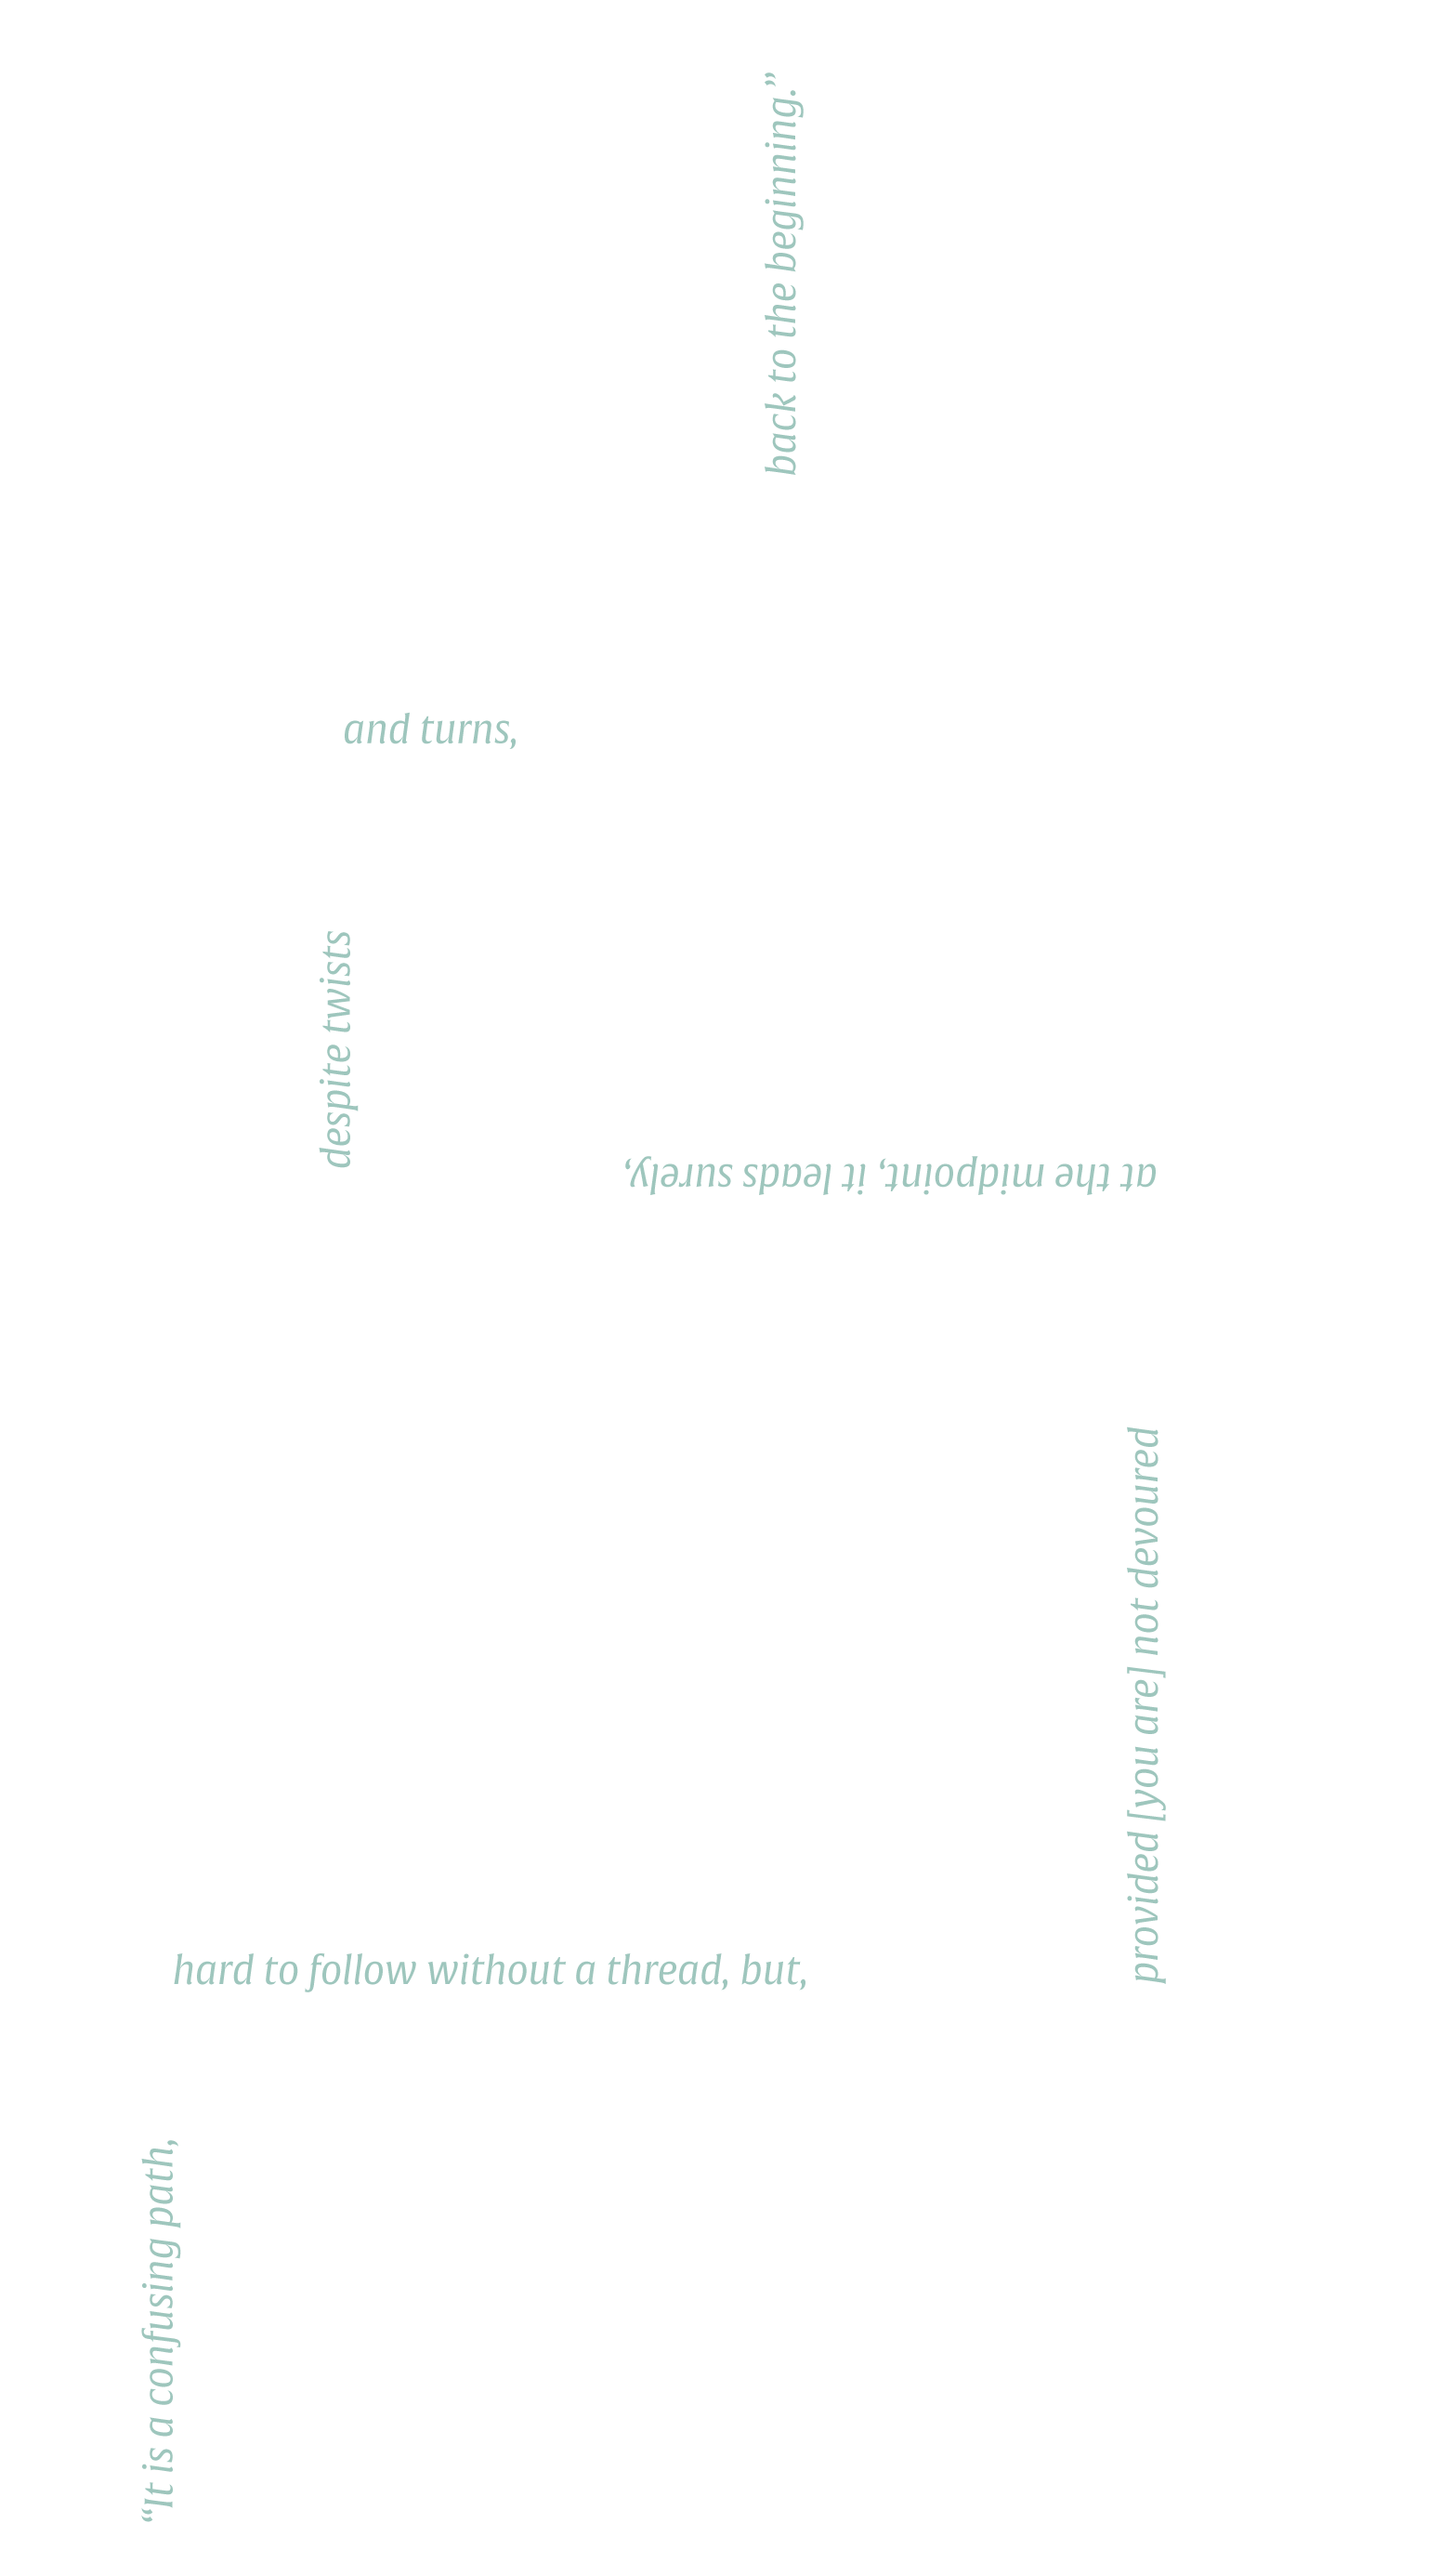 “It is a confusing path,
hard to follow without a thread, but,
provided [you are] not devoured
at the midpoint, it leads surely,
despite twists
and turns,
back to the beginning.”